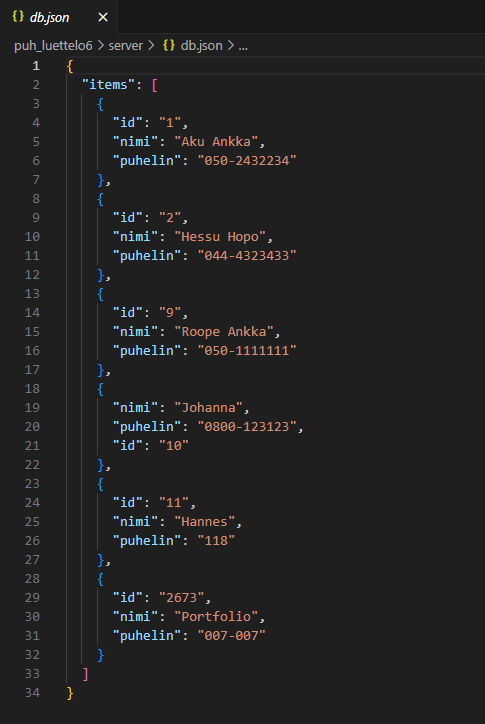 {} db.json ×
puh_luettelo6 > server > {} db.json > ...
1 {
2 "items": [
3 {
4 "id": "1",
5 "nimi": "Aku Ankka",
6 "puhelin": "050-2432234"
7 },
8 {
9 "id": "2",
10 "nimi": "Hessu Hopo",
11 "puhelin": "044-4323433"
12 },
13 {
14 "id": "9",
15 "nimi": "Roope Ankka",
16 "puhelin": "050-1111111"
17 },
18 {
19 "nimi": "Johanna",
20 "puhelin": "0800-123123",
21 "id": "10"
22 },
23 {
24 "id": "11",
25 "nimi": "Hannes",
26 "puhelin": "118"
27 },
28 {
29 "id": "2673",
30 "nimi": "Portfolio",
31 "puhelin": "007-007"
32 }
33 ]
34 }